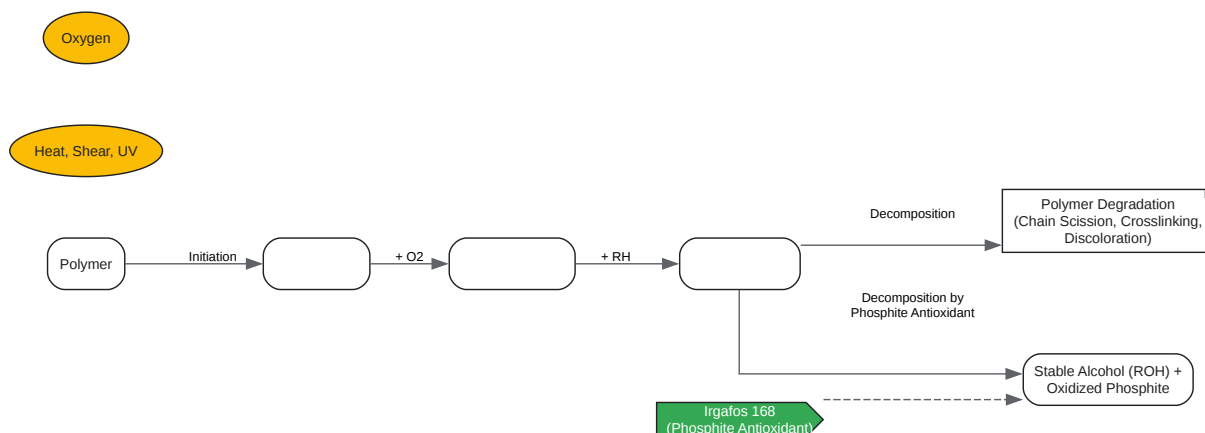 Oxygen
Heat, Shear, UV
Polymer
Initiation
+ O2
+ RH
Decomposition
Polymer Degradation
(Chain Scission, Crosslinking,
Discoloration)
Decomposition by
Phosphite Antioxidant
Stable Alcohol (ROH) +
Oxidized Phosphite
Irgafos 168
(Phosphite Antioxidant)